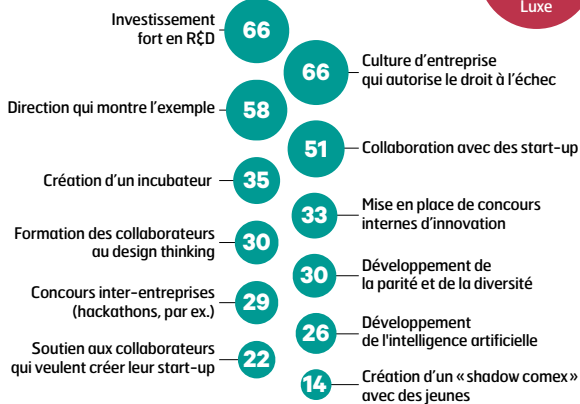 Luxe
Investissement
fort en R&D
66
66
Culture d'entreprise
qui autorise le droit à l'échec
Direction qui montre l'exemple
58
51
Collaboration avec des start-up
Création d'un incubateur
35
33
Mise en place de concours
internes d'innovation
Formation des collaborateurs
au design thinking
30
30
Développement de
la parité et de la diversité
Concours inter-entreprises
(hackathons, par ex.)
29
26
Développement
de l'intelligence artificielle
Soutien aux collaborateurs
qui veulent créer leur start-up
22
14
Création d'un « shadow comex »
avec des jeunes